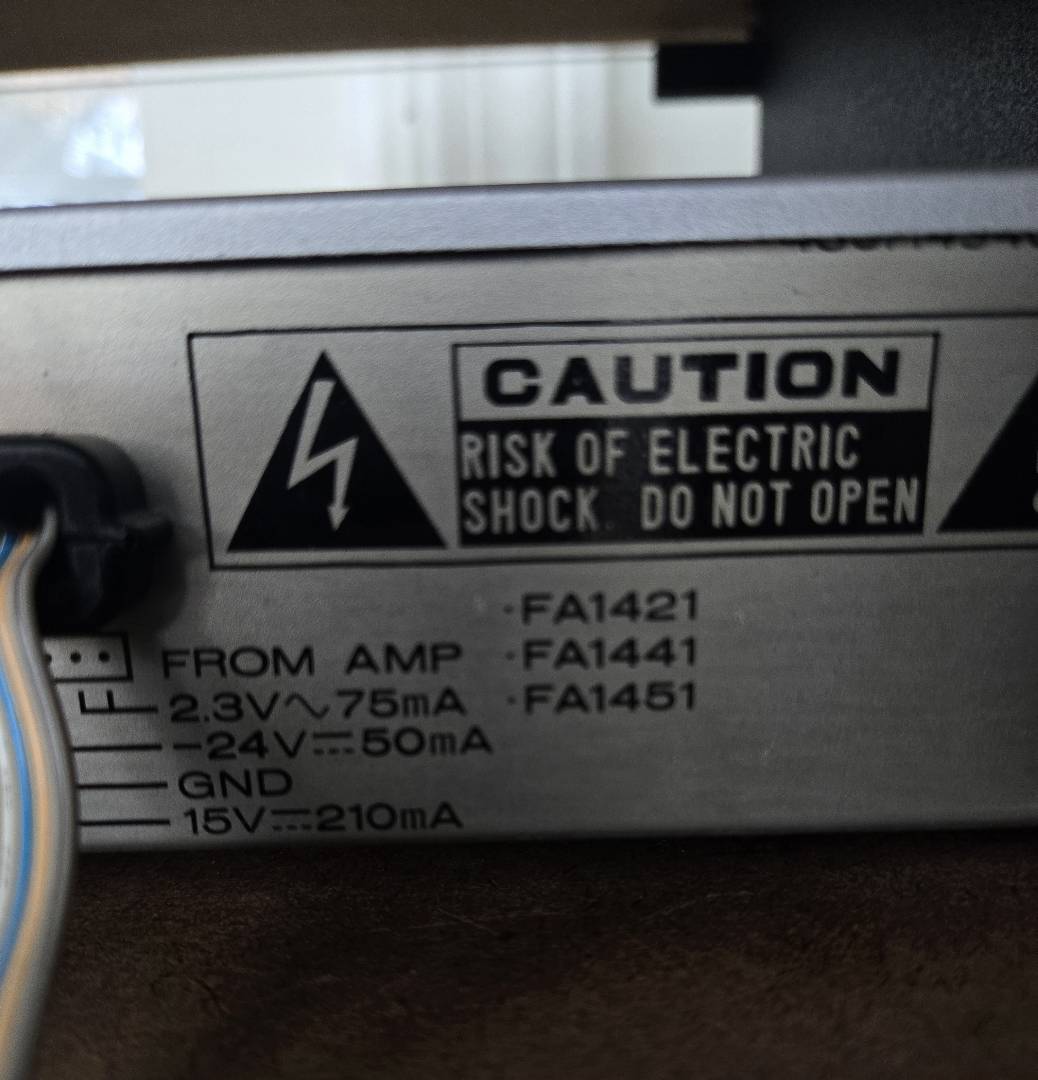 CAUTION
RISK OF ELECTRIC
SHOCK. DO NOT OPEN
·FA1421
FROM AMP ·FA1441
2.3V∿75mA ·FA1451
-24V⎓50mA
GND
15V⎓210mA